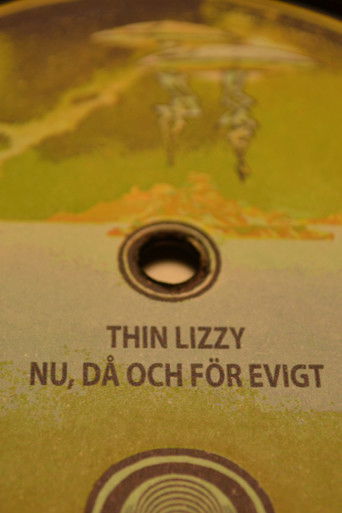 THIN LIZZY
NU, DÅ OCH FÖR EVIGT